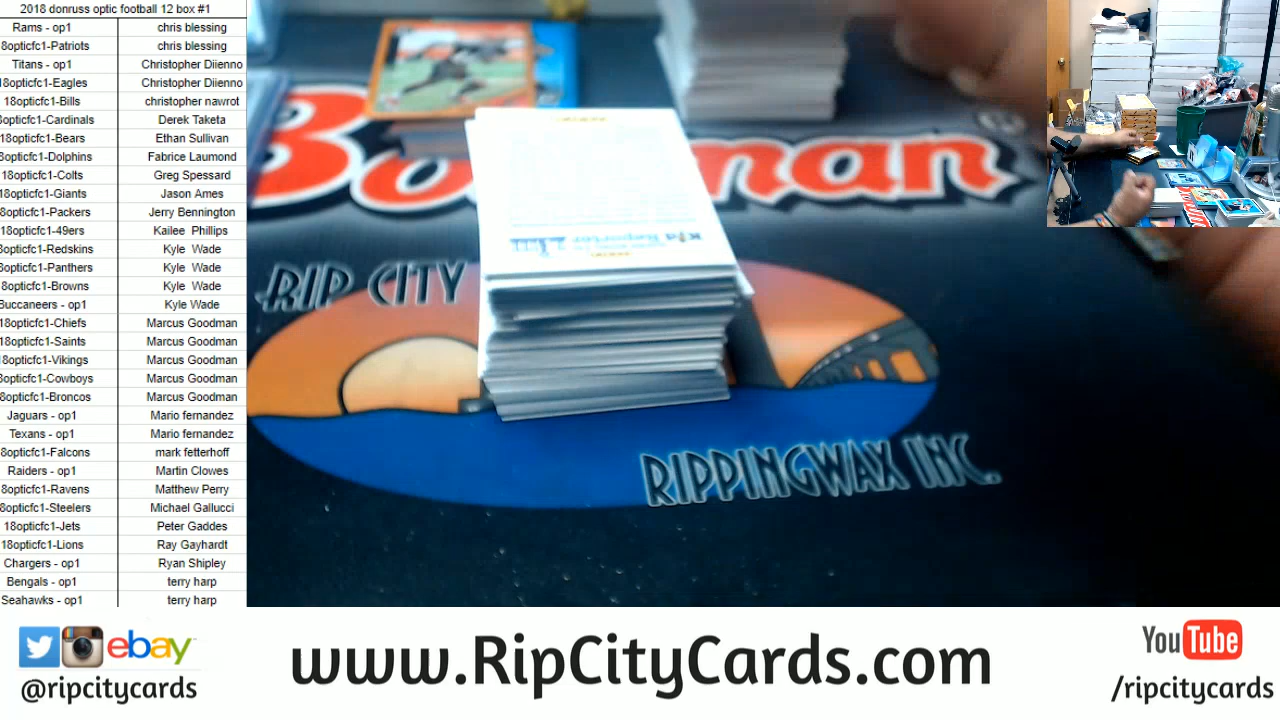 2018 donruss optic football 12 box #1
Rams - op1 chris blessing
8opticfc1-Patriots chris blessing
Titans - op1 Christopher Diienno
18opticfc1-Eagles Christopher Diienno
18opticfc1-Bills christopher nawrot
8opticfc1-Cardinals Derek Taketa
18opticfc1-Bears Ethan Sullivan
8opticfc1-Dolphins Fabrice Laumond
18opticfc1-Colts Greg Spessard
18opticfc1-Giants Jason Ames
8opticfc1-Packers Jerry Bennington
18opticfc1-49ers Kailee Phillips
8opticfc1-Redskins Kyle Wade
8opticfc1-Panthers Kyle Wade
8opticfc1-Browns Kyle Wade
Buccaneers - op1 Kyle Wade
18opticfc1-Chiefs Marcus Goodman
18opticfc1-Saints Marcus Goodman
18opticfc1-Vikings Marcus Goodman
8opticfc1-Cowboys Marcus Goodman
8opticfc1-Broncos Marcus Goodman
Jaguars - op1 Mario fernandez
Texans - op1 Mario fernandez
8opticfc1-Falcons mark fetterhoff
Raiders - op1 Martin Clowes
8opticfc1-Ravens Matthew Perry
8opticfc1-Steelers Michael Gallucci
18opticfc1-Jets Peter Gaddes
18opticfc1-Lions Ray Gayhardt
Chargers - op1 Ryan Shipley
Bengals - op1 terry harp
Seahawks - op1 terry harp
RIP CITY
RIPPINGWAX INC.
ebay
@ripcitycards
www.RipCityCards.com
YouTube
/ripcitycards